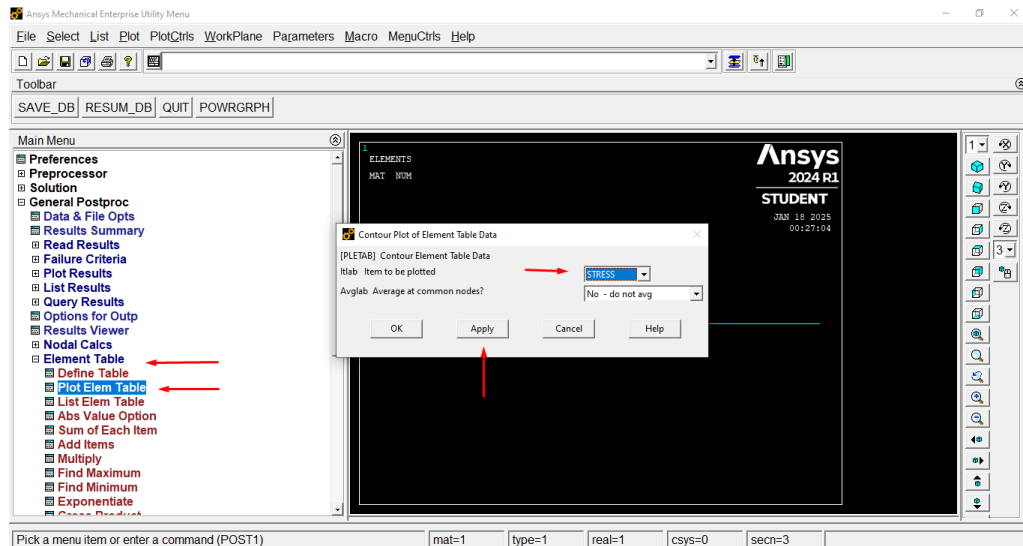 Ansys Mechanical Enterprise Utility Menu
File Select List Plot PlotCtrls WorkPlane Parameters Macro MenuCtrls Help
Toolbar
SAVE_DB RESUM_DB QUIT POWRGRPH
Main Menu
Preferences
Preprocessor
Solution
General Postproc
Data & File Opts
Results Summary
Read Results
Failure Criteria
Plot Results
List Results
Query Results
Options for Outp
Results Viewer
Nodal Calcs
Element Table
Define Table
Plot Elem Table
List Elem Table
Abs Value Option
Sum of Each Item
Add Items
Multiply
Find Maximum
Find Minimum
Exponentiate
1
ELEMENTS
MAT NUM
Ansys
2024 R1
STUDENT
JAN 18 2025
00:27:04
Contour Plot of Element Table Data
[PLETAB] Contour Element Table Data
Itlab Item to be plotted STRESS
Avglab Average at common nodes? No - do not avg
OK Apply Cancel Help
1
3
Pick a menu item or enter a command (POST1) mat=1 type=1 real=1 csys=0 secn=3